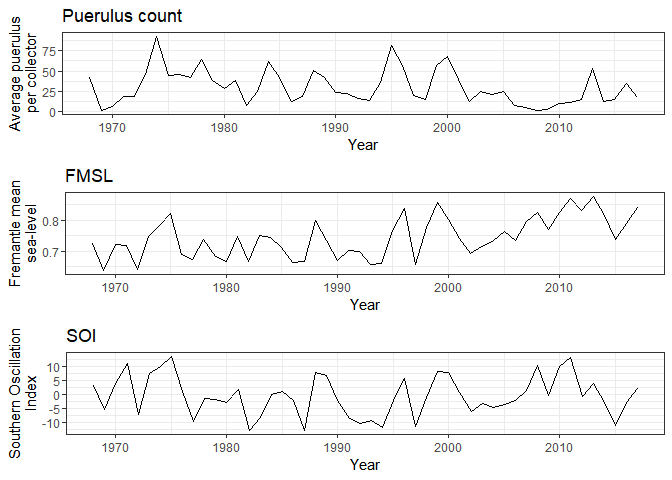 Puerulus count
Average puerulus
per collector
75
50
25
0
1970
1980
1990
2000
2010
Year
FMSL
Fremantle mean
sea-level
0.8
0.7
1970
1980
1990
2000
2010
Year
SOI
Southern Oscillation
Index
10
5
0
-5
-10
1970
1980
1990
2000
2010
Year